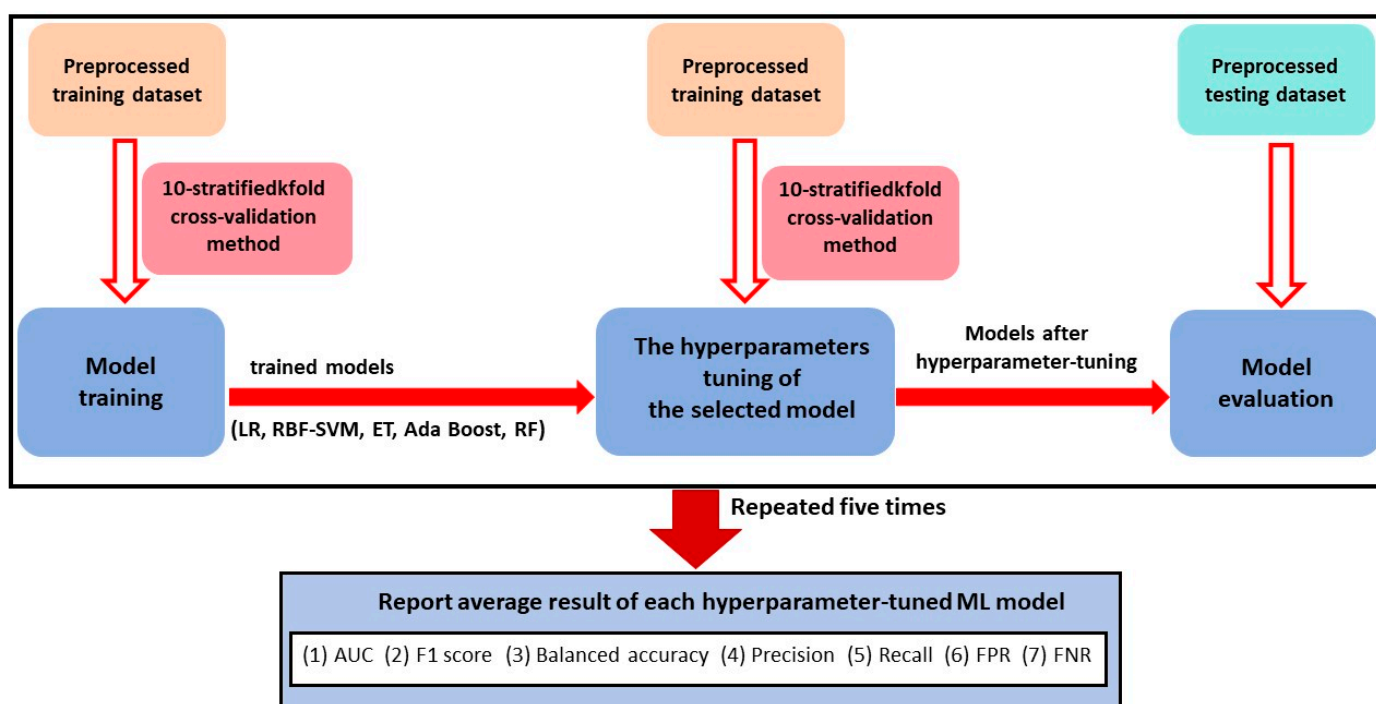 Preprocessed
training dataset
Preprocessed
training dataset
Preprocessed
testing dataset
10-stratifiedkfold
cross-validation
method
10-stratifiedkfold
cross-validation
method
Model
training
trained models
(LR, RBF-SVM, ET, Ada Boost, RF)
The hyperparameters
tuning of
the selected model
Models after
hyperparameter-tuning
Model
evaluation
Repeated five times
Report average result of each hyperparameter-tuned ML model
(1) AUC (2) F1 score (3) Balanced accuracy (4) Precision (5) Recall (6) FPR (7) FNR